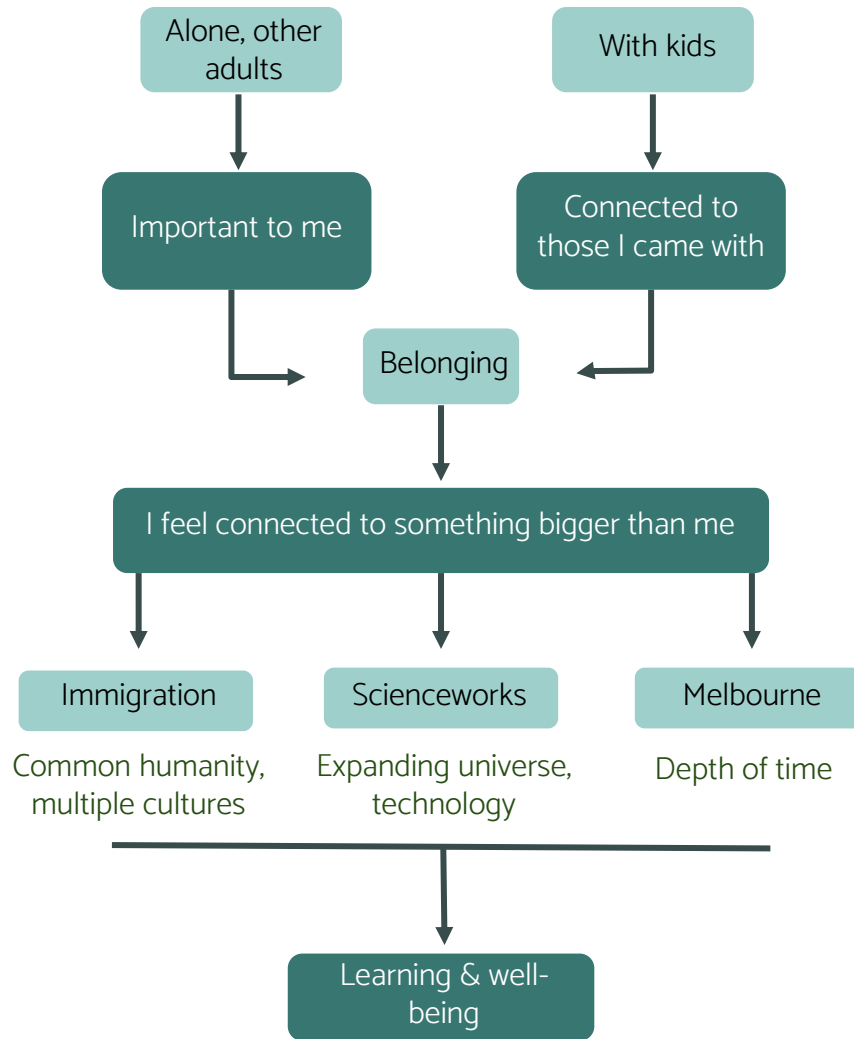 Alone, other
adults
With kids
Important to me
Connected to
those I came with
Belonging
I feel connected to something bigger than me
Immigration
Scienceworks
Melbourne
Common humanity,
multiple cultures
Expanding universe,
technology
Depth of time
Learning & well-
being